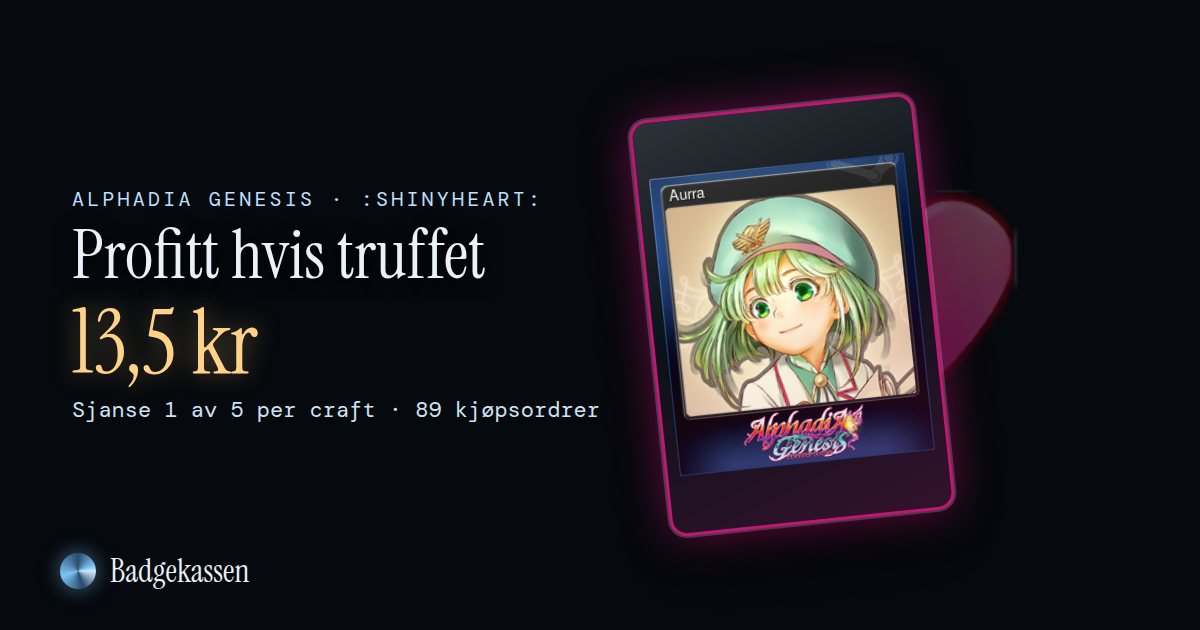 ALPHADIA GENESIS · :SHINYHEART:
Profitt hvis truffet
13,5 kr
Sjanse 1 av 5 per craft · 89 kjøpsordrer
Aurra
Alphadia
Genesis
Badgekassen